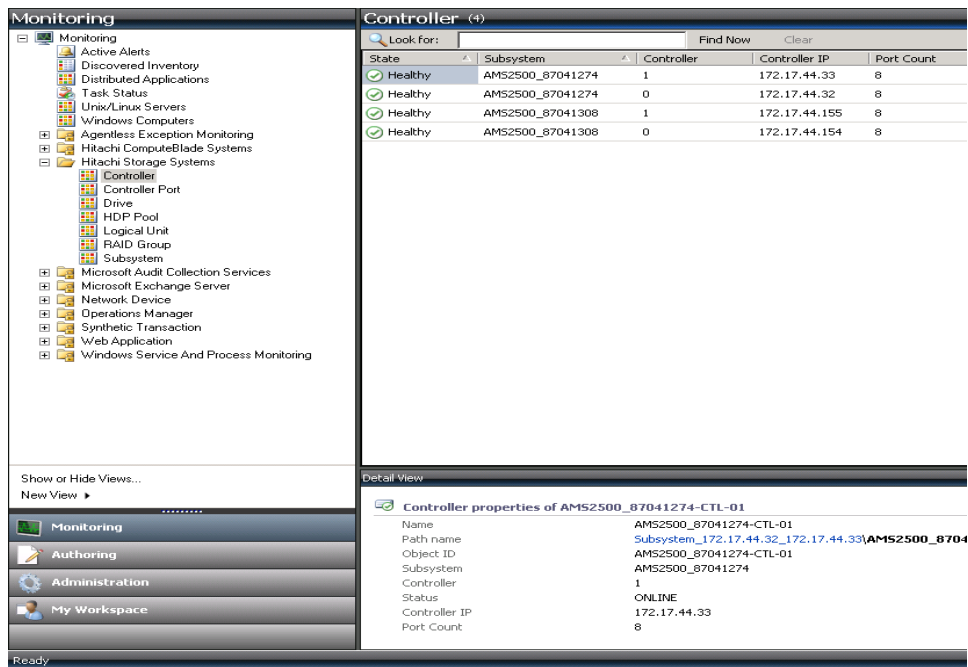 Monitoring
Monitoring
Active Alerts
Discovered Inventory
Distributed Applications
Task Status
Unix/Linux Servers
Windows Computers
Agentless Exception Monitoring
Hitachi ComputeBlade Systems
Hitachi Storage Systems
Controller
Controller Port
Drive
HDP Pool
Logical Unit
RAID Group
Subsystem
Microsoft Audit Collection Services
Microsoft Exchange Server
Network Device
Operations Manager
Synthetic Transaction
Web Application
Windows Service And Process Monitoring
Show or Hide Views...
New View
Monitoring
Authoring
Administration
My Workspace
Ready
Controller (4)
Look for: Find Now Clear
State Subsystem Controller Controller IP Port Count
Healthy AMS2500_87041274 1 172.17.44.33 8
Healthy AMS2500_87041274 0 172.17.44.32 8
Healthy AMS2500_87041308 1 172.17.44.155 8
Healthy AMS2500_87041308 0 172.17.44.154 8
Detail View
Controller properties of AMS2500_87041274-CTL-01
Name AMS2500_87041274-CTL-01
Path name Subsystem_172.17.44.32_172.17.44.33\AMS2500_8704
Object ID AMS2500_87041274-CTL-01
Subsystem AMS2500_87041274
Controller 1
Status ONLINE
Controller IP 172.17.44.33
Port Count 8